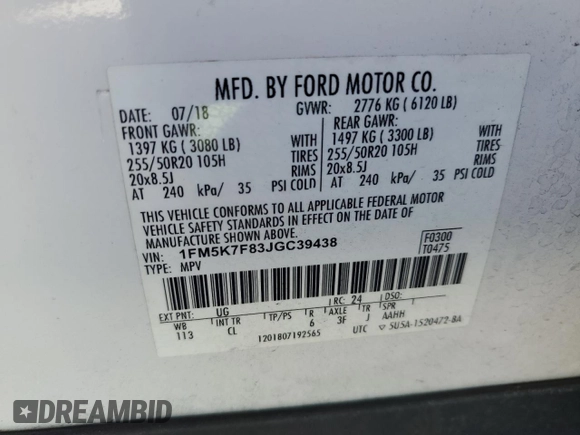 MFD. BY FORD MOTOR CO.
DATE: 07/18 GVWR: 2776 KG ( 6120 LB)
FRONT GAWR: REAR GAWR:
1397 KG ( 3080 LB) WITH 1497 KG ( 3300 LB) WITH
255/50R20 105H TIRES 255/50R20 105H TIRES
20x8.5J RIMS 20x8.5J RIMS
AT 240 kPa/ 35 PSI COLD AT 240 kPa/ 35 PSI COLD
THIS VEHICLE CONFORMS TO ALL APPLICABLE FEDERAL MOTOR
VEHICLE SAFETY STANDARDS IN EFFECT ON THE DATE OF
MANUFACTURE SHOWN ABOVE.
VIN: 1FM5K7F83JGC39438 F0300
TYPE: MPV T0475
EXT PNT: UG RC: 24 DSO:
WB INT TR TP/PS R AXLE TR SPR
113 CL 6 3F J AAHH
1201807192565 UTC ▽ 5U5A-1520472-BA
DREAMBID